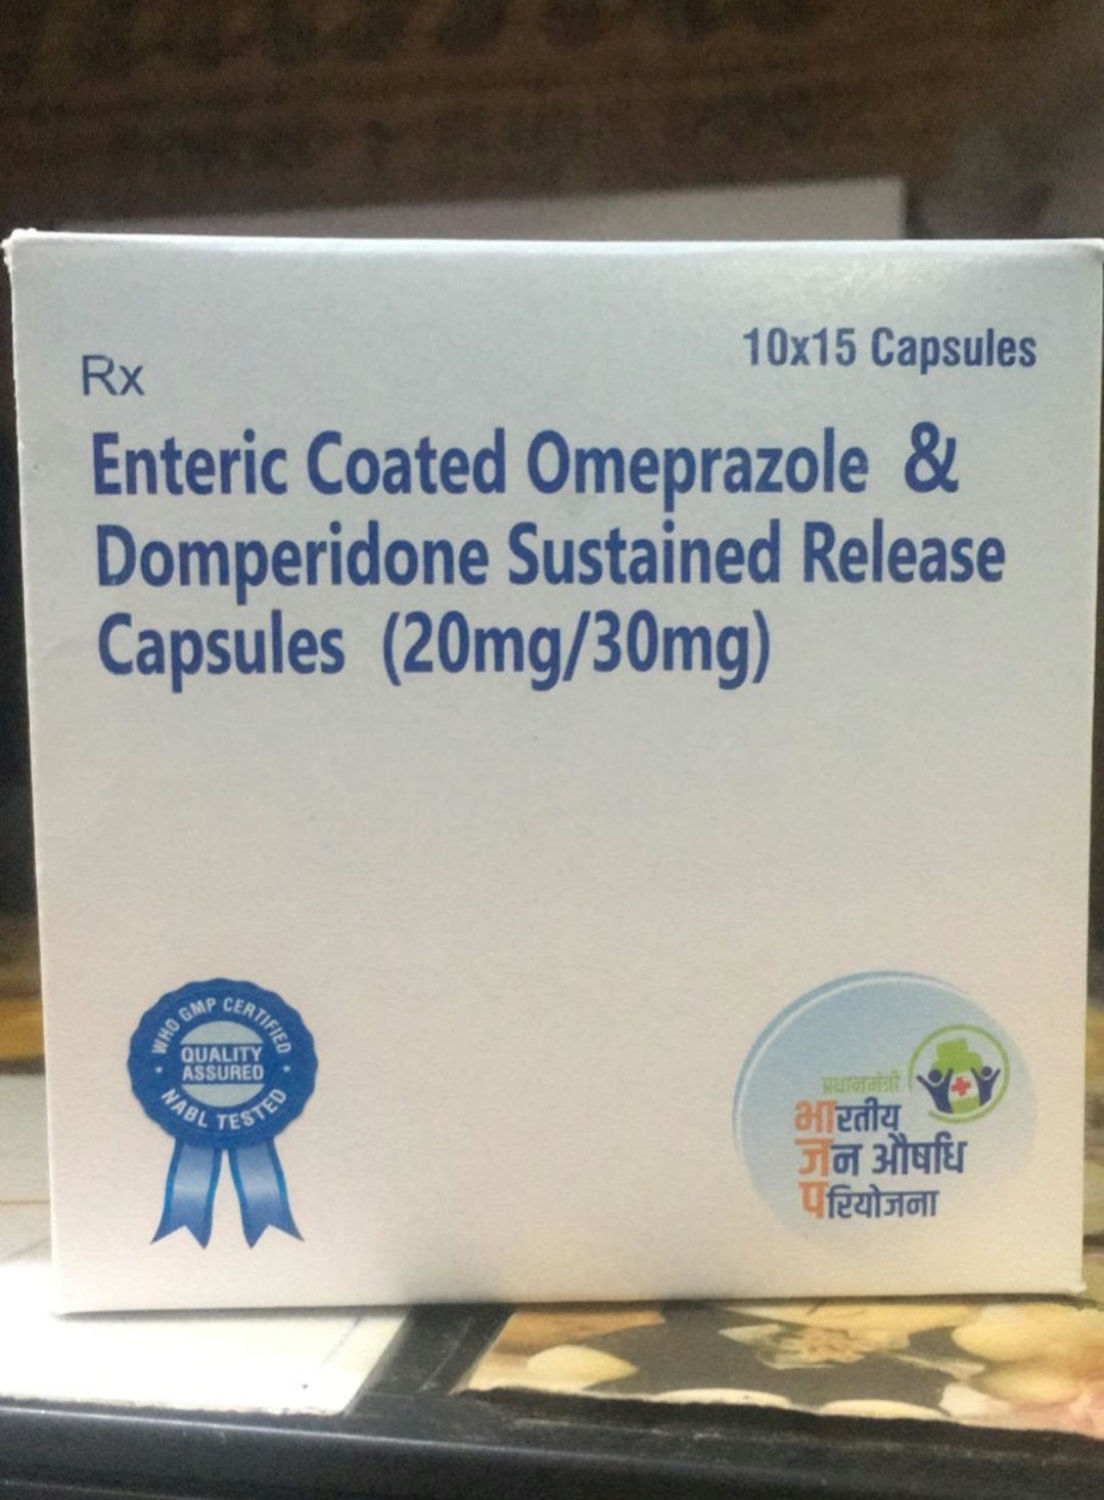 10x15 Capsules
Rx
Enteric Coated Omeprazole &
Domperidone Sustained Release
Capsules (20mg/30mg)
WHO GMP CERTIFIED
QUALITY
ASSURED
NABL TESTED
प्रधानमंत्री
भारतीय
जन औषधि
परियोजना